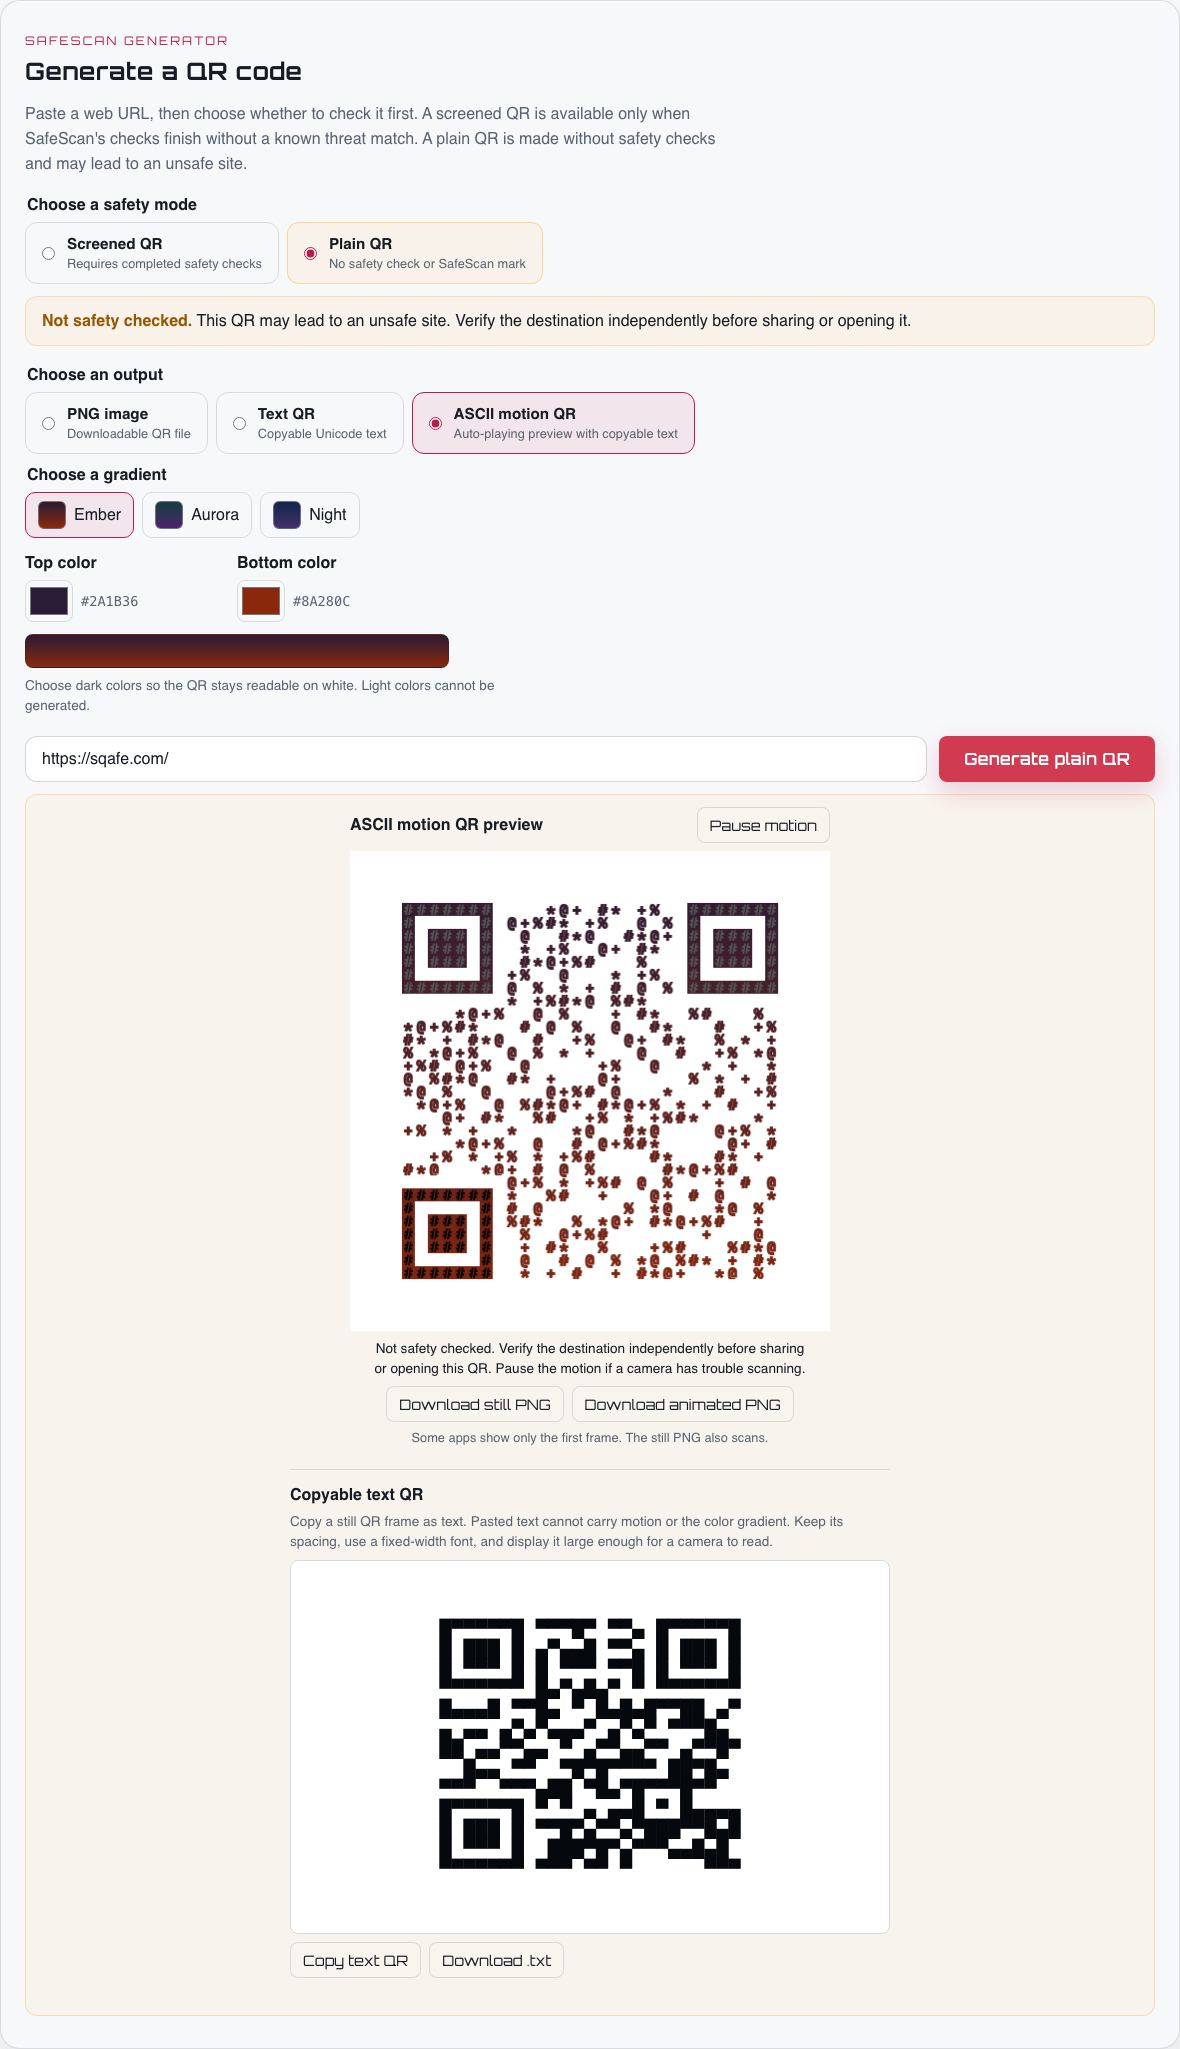 SAFESCAN GENERATOR
Generate a QR code
Paste a web URL, then choose whether to check it first. A screened QR is available only when
SafeScan's checks finish without a known threat match. A plain QR is made without safety checks
and may lead to an unsafe site.
Choose a safety mode
Screened QR
Requires completed safety checks
Plain QR
No safety check or SafeScan mark
Not safety checked. This QR may lead to an unsafe site. Verify the destination independently before sharing or opening it.
Choose an output
PNG image
Downloadable QR file
Text QR
Copyable Unicode text
ASCII motion QR
Auto-playing preview with copyable text
Choose a gradient
Ember
Aurora
Night
Top color
#2A1B36
Bottom color
#8A280C
Choose dark colors so the QR stays readable on white. Light colors cannot be
generated.
https://sqafe.com/
Generate plain QR
ASCII motion QR preview
Pause motion
Not safety checked. Verify the destination independently before sharing
or opening this QR. Pause the motion if a camera has trouble scanning.
Download still PNG
Download animated PNG
Some apps show only the first frame. The still PNG also scans.
Copyable text QR
Copy a still QR frame as text. Pasted text cannot carry motion or the color gradient. Keep its
spacing, use a fixed-width font, and display it large enough for a camera to read.
Copy text QR
Download .txt